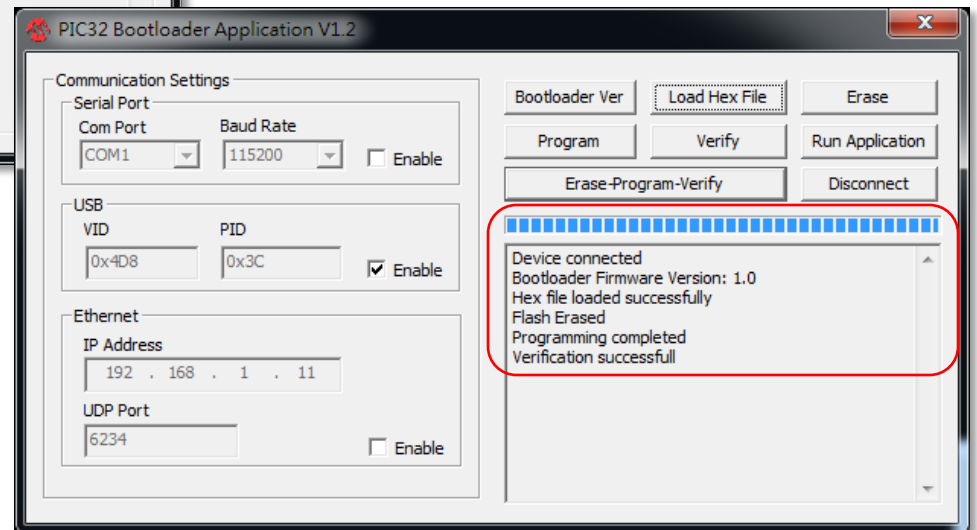 PIC32 Bootloader Application V1.2
Communication Settings
Serial Port
Com Port Baud Rate
COM1 115200 Enable
USB
VID PID
0x4D8 0x3C Enable
Ethernet
IP Address
192 . 168 . 1 . 11
UDP Port
6234 Enable
Bootloader Ver Load Hex File Erase
Program Verify Run Application
Erase-Program-Verify Disconnect
Device connected
Bootloader Firmware Version: 1.0
Hex file loaded successfully
Flash Erased
Programming completed
Verification successfull